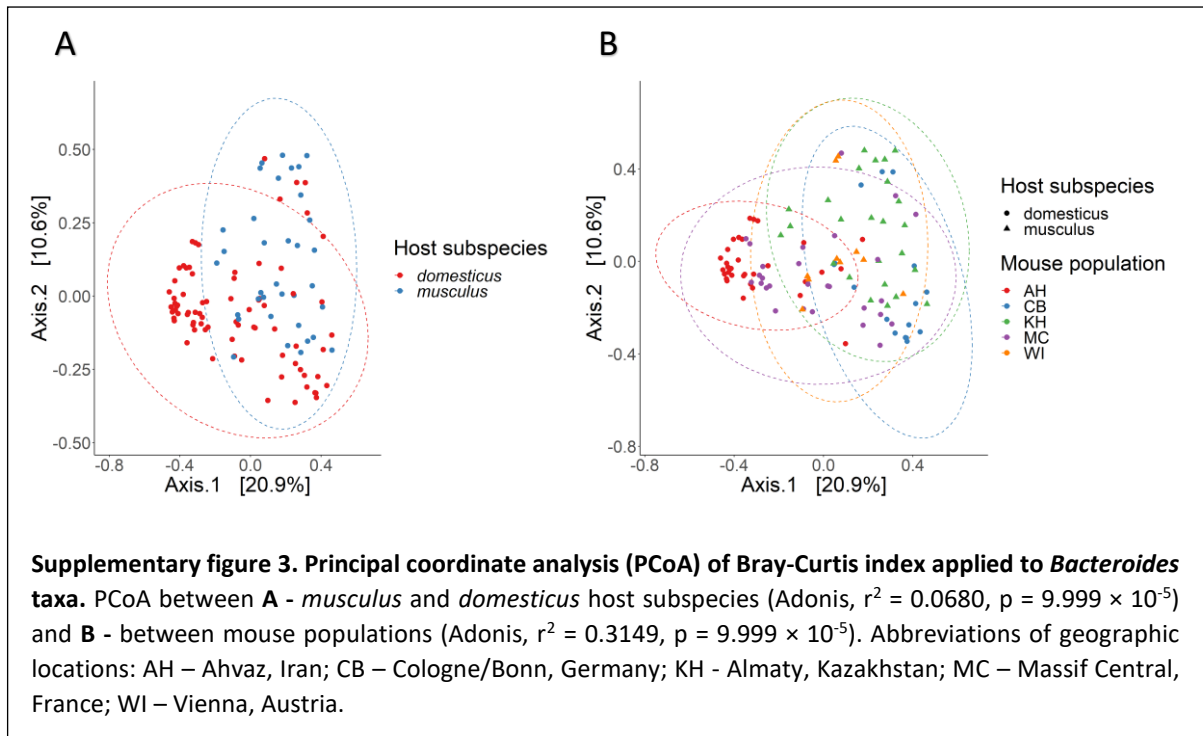 A
B
0.50
0.25
0.00
-0.25
-0.50
Axis.2 [10.6%]
-0.8 -0.4 0.0 0.4
Axis.1 [20.9%]
Host subspecies
domesticus
musculus
0.4
0.0
-0.4
-0.8
Axis.2 [10.6%]
-0.8 -0.4 0.0 0.4
Axis.1 [20.9%]
Host subspecies
domesticus
musculus
Mouse population
AH
CB
KH
MC
WI
Supplementary figure 3. Principal coordinate analysis (PCoA) of Bray-Curtis index applied to Bacteroides
taxa. PCoA between A - musculus and domesticus host subspecies (Adonis, r² = 0.0680, p = 9.999 × 10⁻⁵)
and B - between mouse populations (Adonis, r² = 0.3149, p = 9.999 × 10⁻⁵). Abbreviations of geographic
locations: AH – Ahvaz, Iran; CB – Cologne/Bonn, Germany; KH - Almaty, Kazakhstan; MC – Massif Central,
France; WI – Vienna, Austria.